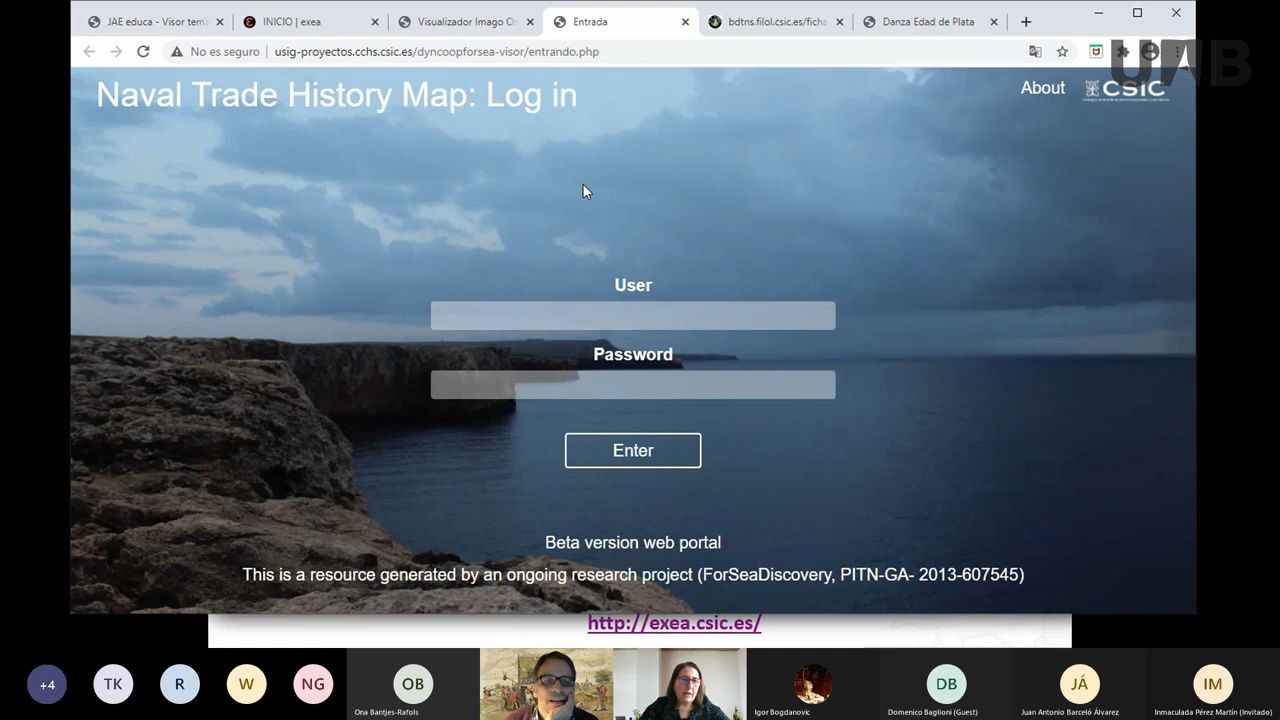 JAE educa - Visor tem
INICIO | exea
Visualizador Imago O
Entrada
bdtns.filol.csic.es/ficha
Danza Edad de Plata
No es seguro
usig-proyectos.cchs.csic.es/dyncoopforsea-visor/entrando.php
UAB
Naval Trade History Map: Log in
About
CSIC
User
Password
Enter
Beta version web portal
This is a resource generated by an ongoing research project (ForSeaDiscovery, PITN-GA- 2013-607545)
http://exea.csic.es/
+4
TK
R
W
NG
OB
DB
JÁ
IM
Ona Bantjes-Rafols
Igor Bogdanovic
Domenico Baglioni (Guest)
Juan Antonio Barceló Álvarez
Inmaculada Pérez Martín (Invitado)